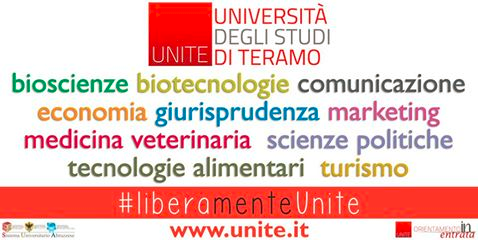 UNITE
UNIVERSITÀ
DEGLI STUDI
DI TERAMO
bioscienze biotecnologie comunicazione
economia giurisprudenza marketing
medicina veterinaria scienze politiche
tecnologie alimentari turismo
#liberamenteUnite
Sistema Universitario Abruzzese
www.unite.it
UNITE
ORIENTAMENTO in
entrata